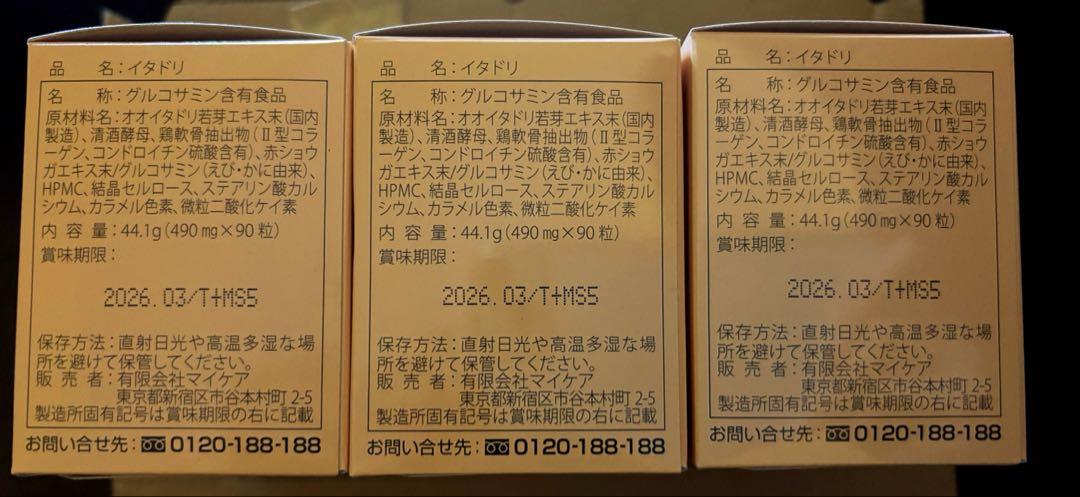 品　名：イタドリ
名　称：グルコサミン含有食品
原材料名：オオイタドリ若芽エキス末（国内
製造）、清酒酵母、鶏軟骨抽出物（Ⅱ型コラ
ーゲン、コンドロイチン硫酸含有）、赤ショウ
ガエキス末/グルコサミン（えび・かに由来）、
HPMC、結晶セルロース、ステアリン酸カル
シウム、カラメル色素、微粒二酸化ケイ素
内 容 量：44.1g（490㎎×90粒）
賞味期限：
2026.03/T+MS5
保存方法：直射日光や高温多湿な場
所を避けて保管してください。
販 売 者：有限会社マイケア
東京都新宿区市谷本村町2-5
製造所固有記号は賞味期限の右に記載
お問い合せ先：0120-188-188
品　名：イタドリ
名　称：グルコサミン含有食品
原材料名：オオイタドリ若芽エキス末（国内
製造）、清酒酵母、鶏軟骨抽出物（Ⅱ型コラ
ーゲン、コンドロイチン硫酸含有）、赤ショウ
ガエキス末/グルコサミン（えび・かに由来）、
HPMC、結晶セルロース、ステアリン酸カル
シウム、カラメル色素、微粒二酸化ケイ素
内 容 量：44.1g（490㎎×90粒）
賞味期限：
2026.03/T+MS5
保存方法：直射日光や高温多湿な場
所を避けて保管してください。
販 売 者：有限会社マイケア
東京都新宿区市谷本村町2-5
製造所固有記号は賞味期限の右に記載
お問い合せ先：0120-188-188
品　名：イタドリ
名　称：グルコサミン含有食品
原材料名：オオイタドリ若芽エキス末（国内
製造）、清酒酵母、鶏軟骨抽出物（Ⅱ型コラ
ーゲン、コンドロイチン硫酸含有）、赤ショウ
ガエキス末/グルコサミン（えび・かに由来）、
HPMC、結晶セルロース、ステアリン酸カル
シウム、カラメル色素、微粒二酸化ケイ素
内 容 量：44.1g（490㎎×90粒）
賞味期限：
2026.03/T+MS5
保存方法：直射日光や高温多湿な場
所を避けて保管してください。
販 売 者：有限会社マイケア
東京都新宿区市谷本村町2-5
製造所固有記号は賞味期限の右に記載
お問い合せ先：0120-188-188